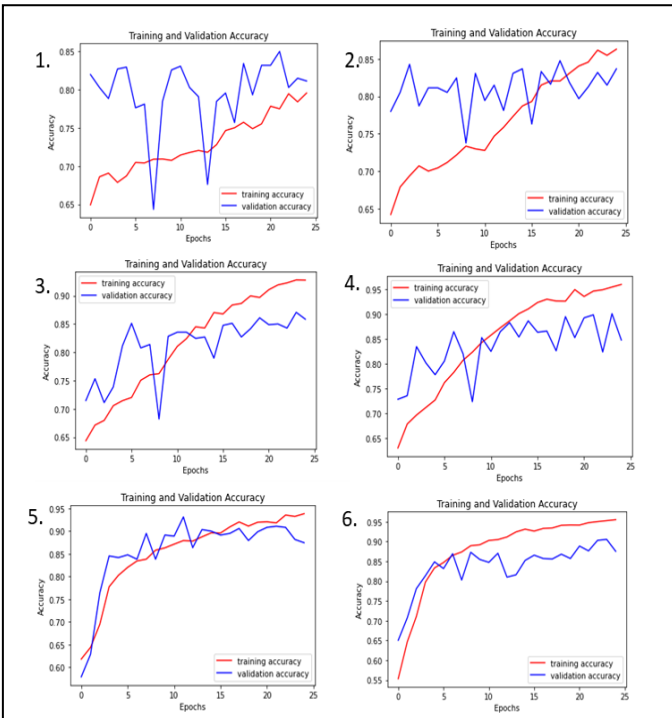 1.
Training and Validation Accuracy
0.85
0.80
0.75
0.70
0.65
Accuracy
training accuracy
validation accuracy
0 5 10 15 20 25
Epochs
2.
Training and Validation Accuracy
0.85
0.80
0.75
0.70
0.65
Accuracy
training accuracy
validation accuracy
0 5 10 15 20 25
Epochs
3.
Training and Validation Accuracy
training accuracy
validation accuracy
0.90
0.85
0.80
0.75
0.70
0.65
Accuracy
0 5 10 15 20 25
Epochs
4.
Training and Validation Accuracy
training accuracy
validation accuracy
0.95
0.90
0.85
0.80
0.75
0.70
0.65
Accuracy
0 5 10 15 20 25
Epochs
5.
Training and Validation Accuracy
0.95
0.90
0.85
0.80
0.75
0.70
0.65
0.60
Accuracy
training accuracy
validation accuracy
0 5 10 15 20 25
Epochs
6.
Training and Validation Accuracy
0.95
0.90
0.85
0.80
0.75
0.70
0.65
0.60
0.55
Accuracy
training accuracy
validation accuracy
0 5 10 15 20 25
Epochs